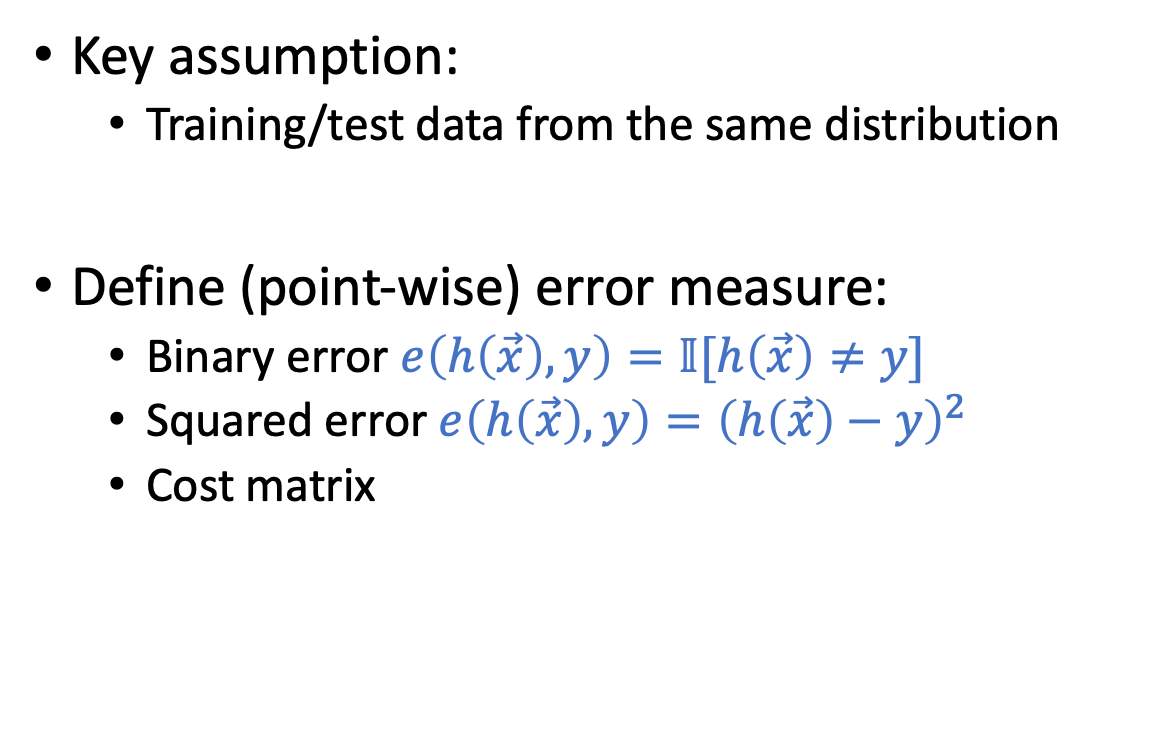 • Key assumption:
• Training/test data from the same distribution
• Define (point-wise) error measure:
• Binary error e(h(x⃗), y) = 𝕀[h(x⃗) ≠ y]
• Squared error e(h(x⃗), y) = (h(x⃗) − y)²
• Cost matrix